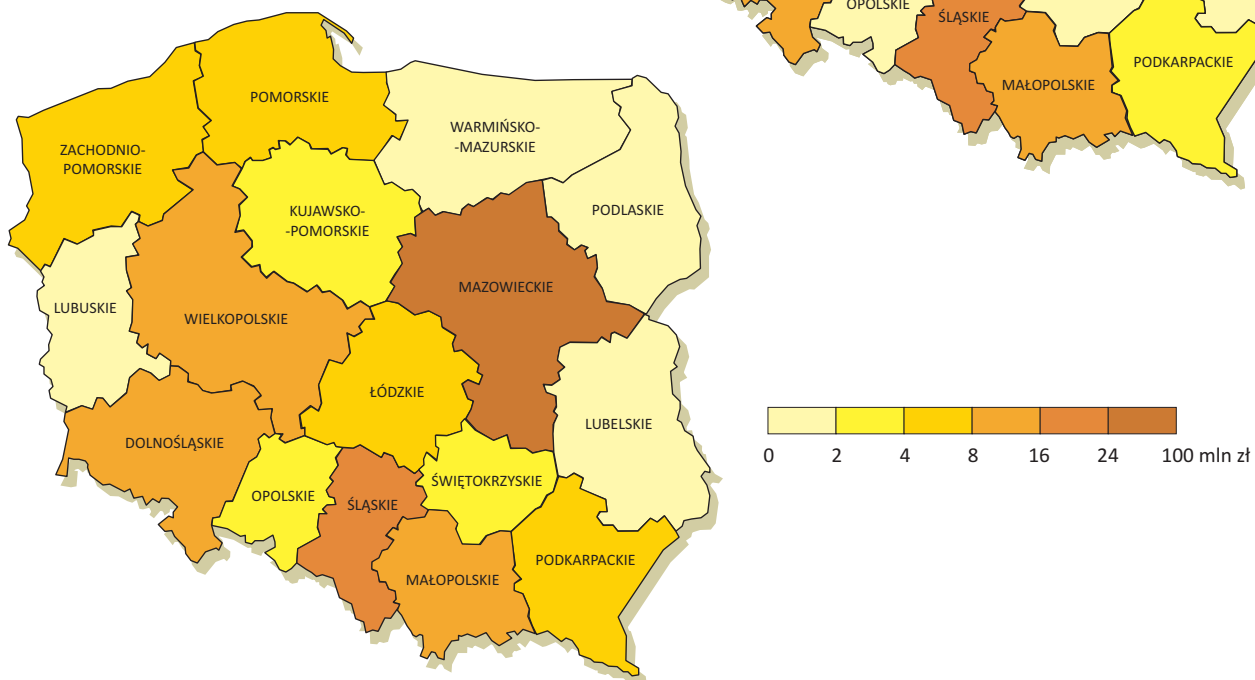 OPOLSKIE
ŚLĄSKIE
PODKARPACKIE
MAŁOPOLSKIE
POMORSKIE
ZACHODNIO-
POMORSKIE
WARMIŃSKO-
-MAZURSKIE
KUJAWSKO-
-POMORSKIE
PODLASKIE
MAZOWIECKIE
LUBUSKIE
WIELKOPOLSKIE
ŁÓDZKIE
LUBELSKIE
DOLNOŚLĄSKIE
OPOLSKIE
ŚLĄSKIE
ŚWIĘTOKRZYSKIE
PODKARPACKIE
MAŁOPOLSKIE
0 2 4 8 16 24 100 mln zł